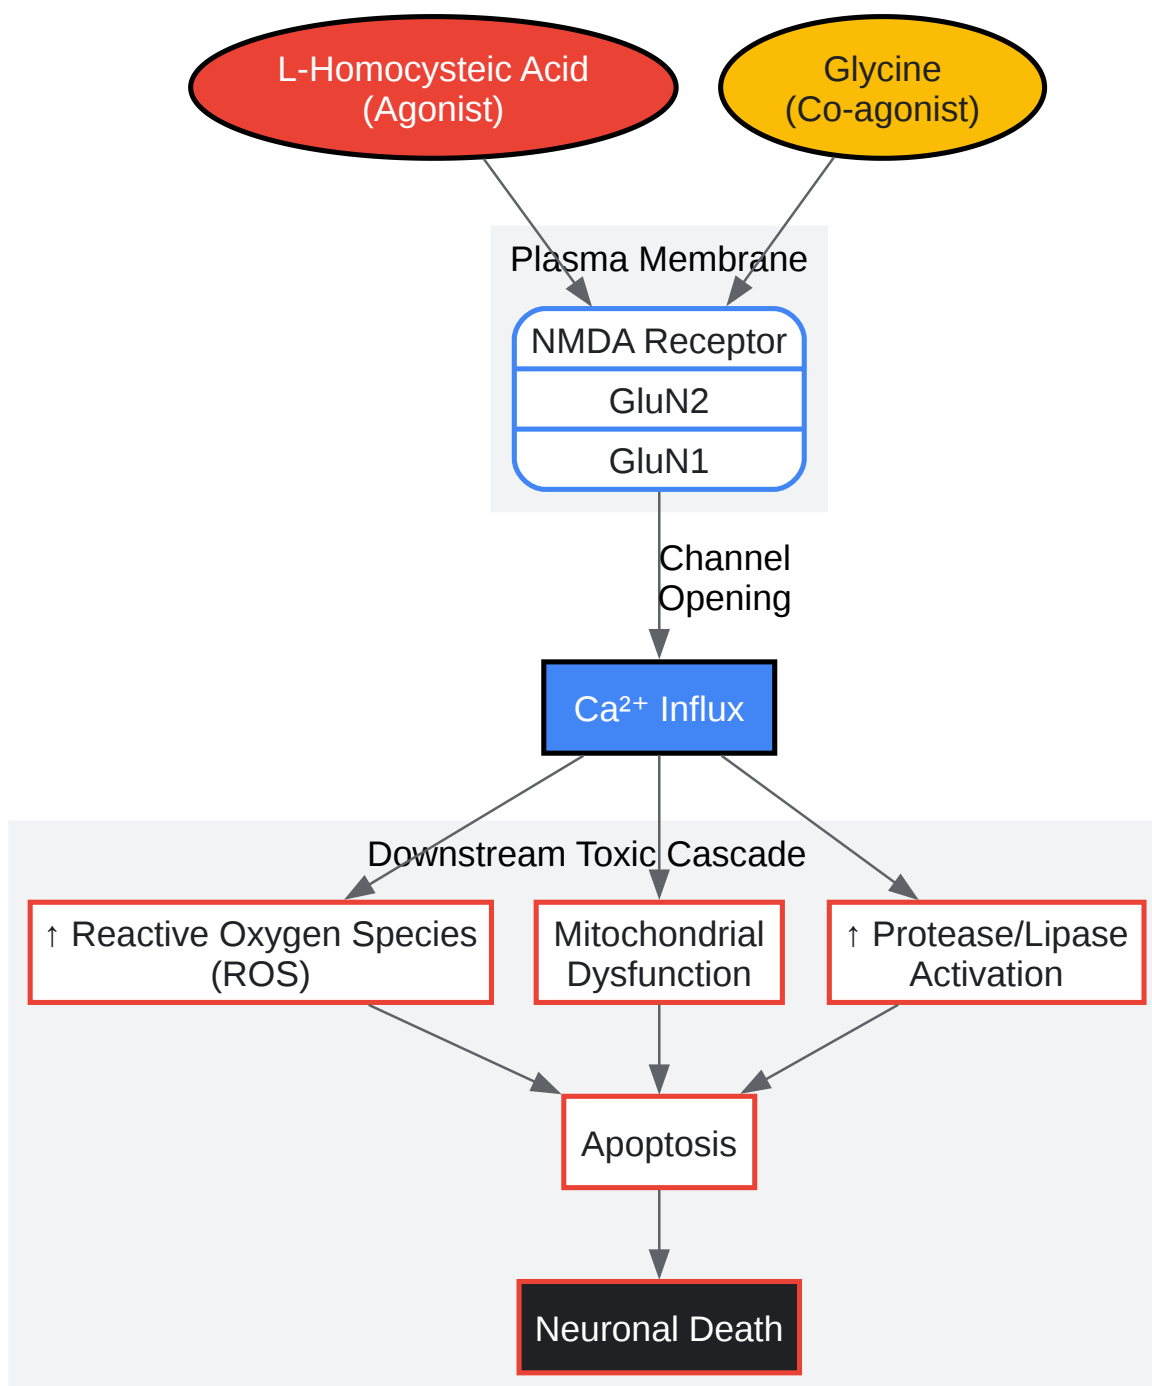 L-Homocysteic Acid
(Agonist)
Glycine
(Co-agonist)
Plasma Membrane
NMDA Receptor
GluN2
GluN1
Channel
Opening
Ca²⁺ Influx
Downstream Toxic Cascade
↑ Reactive Oxygen Species
(ROS)
Mitochondrial
Dysfunction
↑ Protease/Lipase
Activation
Apoptosis
Neuronal Death